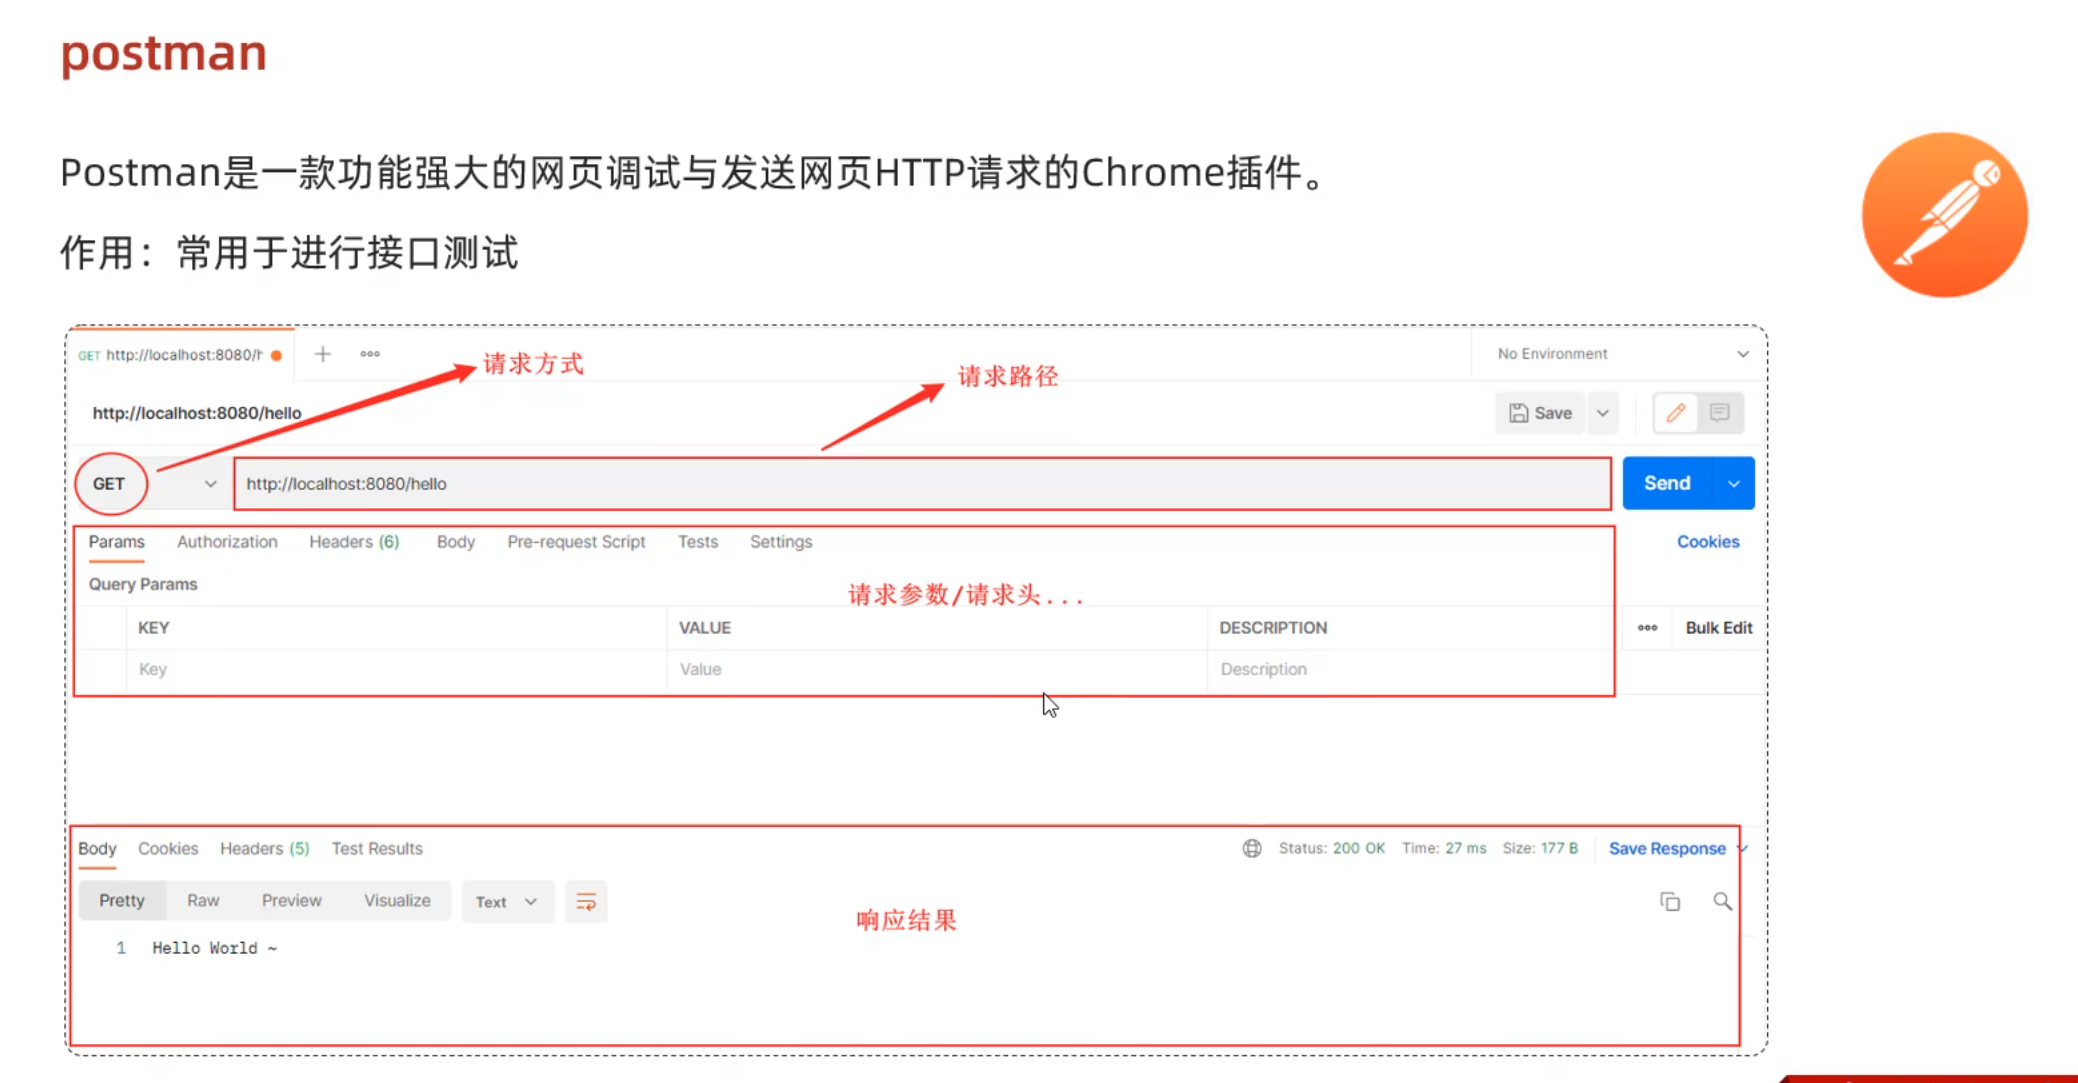 postman
Postman是一款功能强大的网页调试与发送网页HTTP请求的Chrome插件。
作用：常用于进行接口测试
GET http://localhost:8080/h
No Environment
请求方式
请求路径
http://localhost:8080/hello
Save
GET
http://localhost:8080/hello
Send
Params Authorization Headers (6) Body Pre-request Script Tests Settings
Cookies
Query Params
请求参数/请求头...
KEY VALUE DESCRIPTION
Bulk Edit
Key Value Description
Body Cookies Headers (5) Test Results
Status: 200 OK Time: 27 ms Size: 177 B
Save Response
Pretty Raw Preview Visualize Text
响应结果
1 Hello World ~